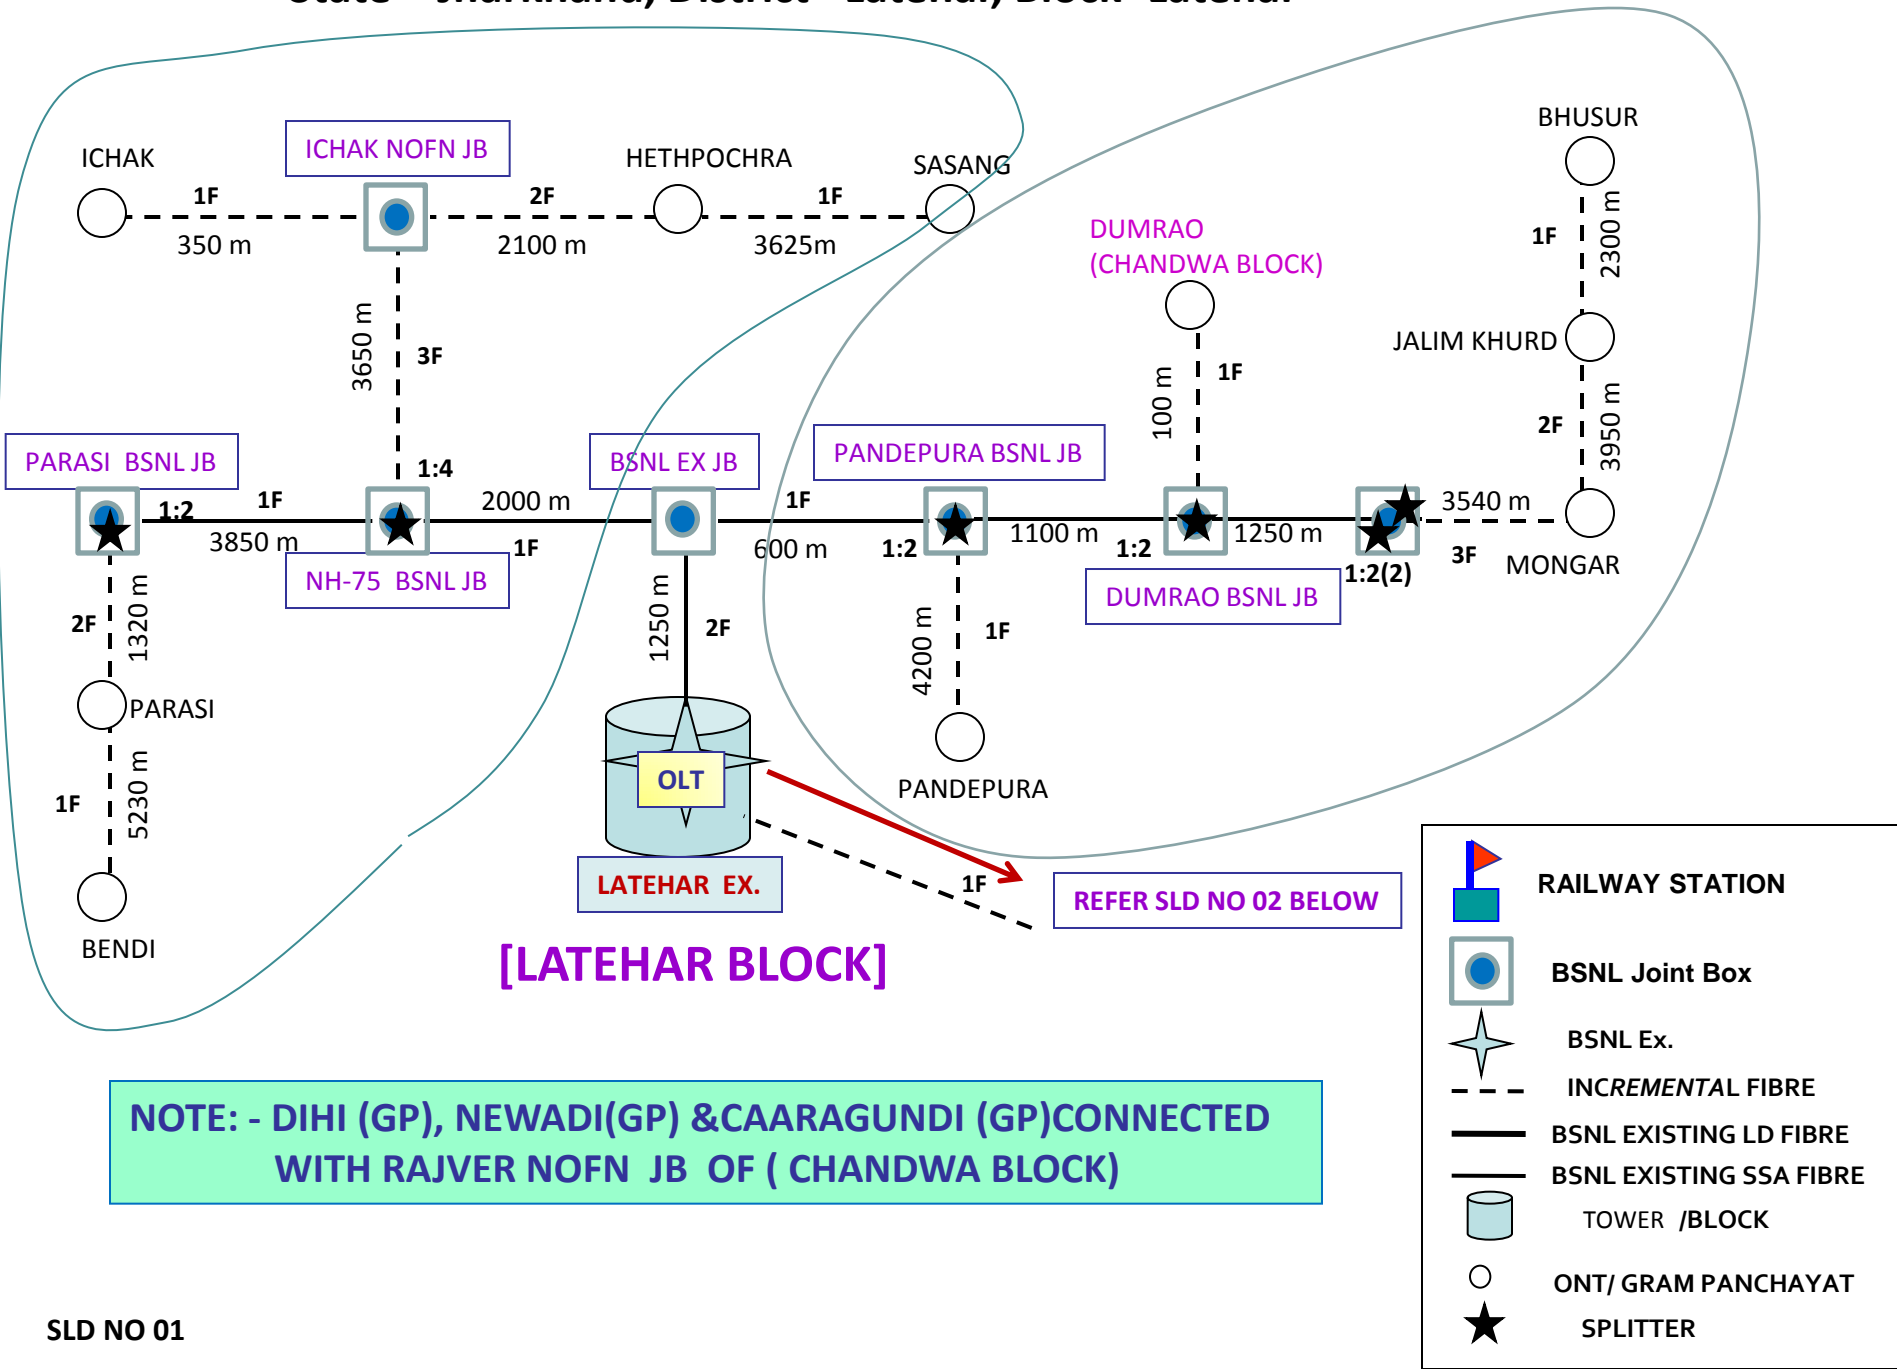 State – Jharkhand, District - Latehar, Block- Latehar
BHUSUR
ICHAK
ICHAK NOFN JB
HETHPOCHRA
SASANG
1F
2F
1F
350 m
2100 m
3625m
DUMRAO
(CHANDWA BLOCK)
1F
2300 m
3650 m
3F
JALIM KHURD
100 m
1F
2F
3950 m
PARASI BSNL JB
1:4
BSNL EX JB
PANDEPURA BSNL JB
1:2
1F
2000 m
1F
3540 m
3850 m
1F
600 m
1:2
1100 m
1:2
1250 m
3F
MONGAR
NH-75 BSNL JB
DUMRAO BSNL JB
1:2(2)
2F
1320 m
1250 m
2F
4200 m
1F
PARASI
OLT
PANDEPURA
1F
5230 m
LATEHAR EX.
1F
REFER SLD NO 02 BELOW
BENDI
[LATEHAR BLOCK]
RAILWAY STATION
BSNL Joint Box
BSNL Ex.
INCREMENTAL FIBRE
BSNL EXISTING LD FIBRE
BSNL EXISTING SSA FIBRE
TOWER /BLOCK
ONT/ GRAM PANCHAYAT
SPLITTER
NOTE: - DIHI (GP), NEWADI(GP) &CAARAGUNDI (GP)CONNECTED
WITH RAJVER NOFN JB OF ( CHANDWA BLOCK)
SLD NO 01